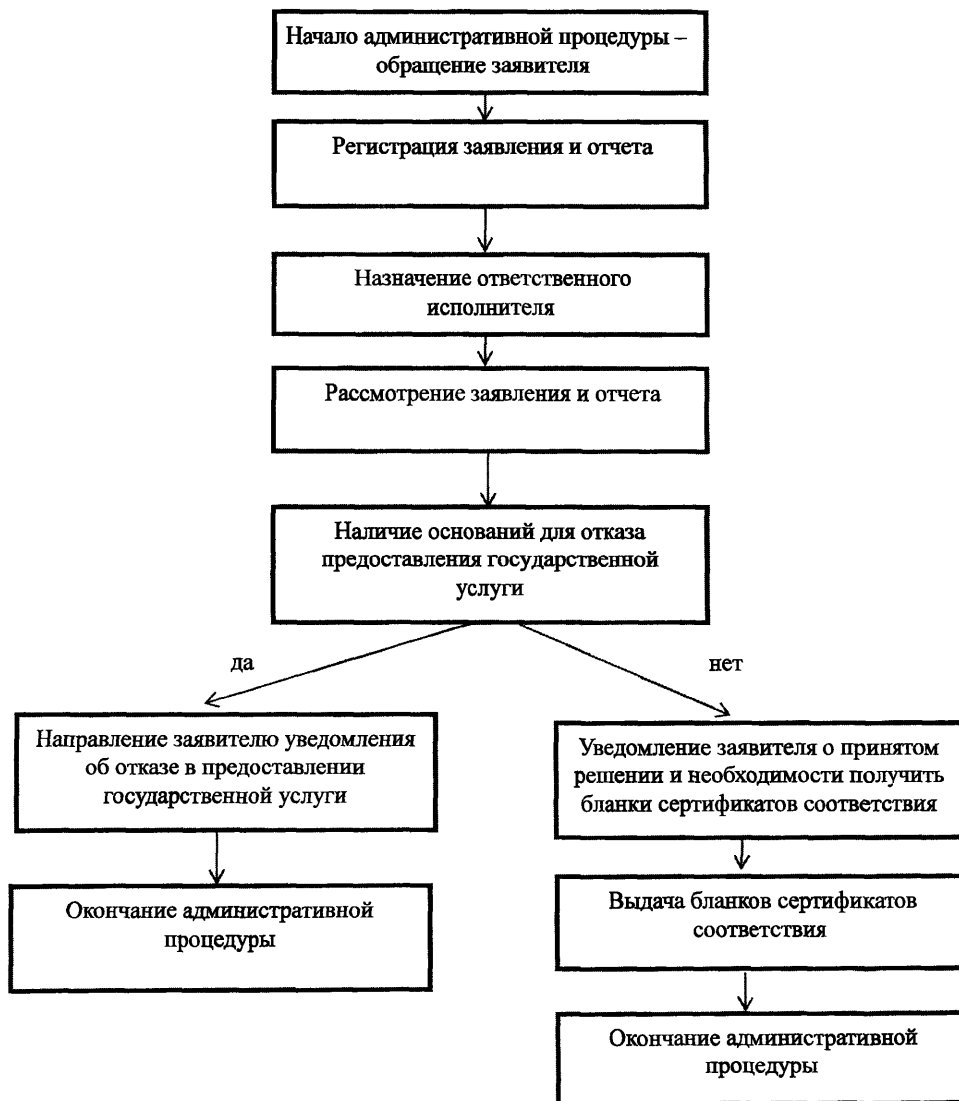 Начало административной процедуры –
обращение заявителя
Регистрация заявления и отчета
Назначение ответственного
исполнителя
Рассмотрение заявления и отчета
Наличие оснований для отказа
предоставления государственной
услуги
да
нет
Направление заявителю уведомления
об отказе в предоставлении
государственной услуги
Окончание административной
процедуры
Уведомление заявителя о принятом
решении и необходимости получить
бланки сертификатов соответствия
Выдача бланков сертификатов
соответствия
Окончание административной
процедуры